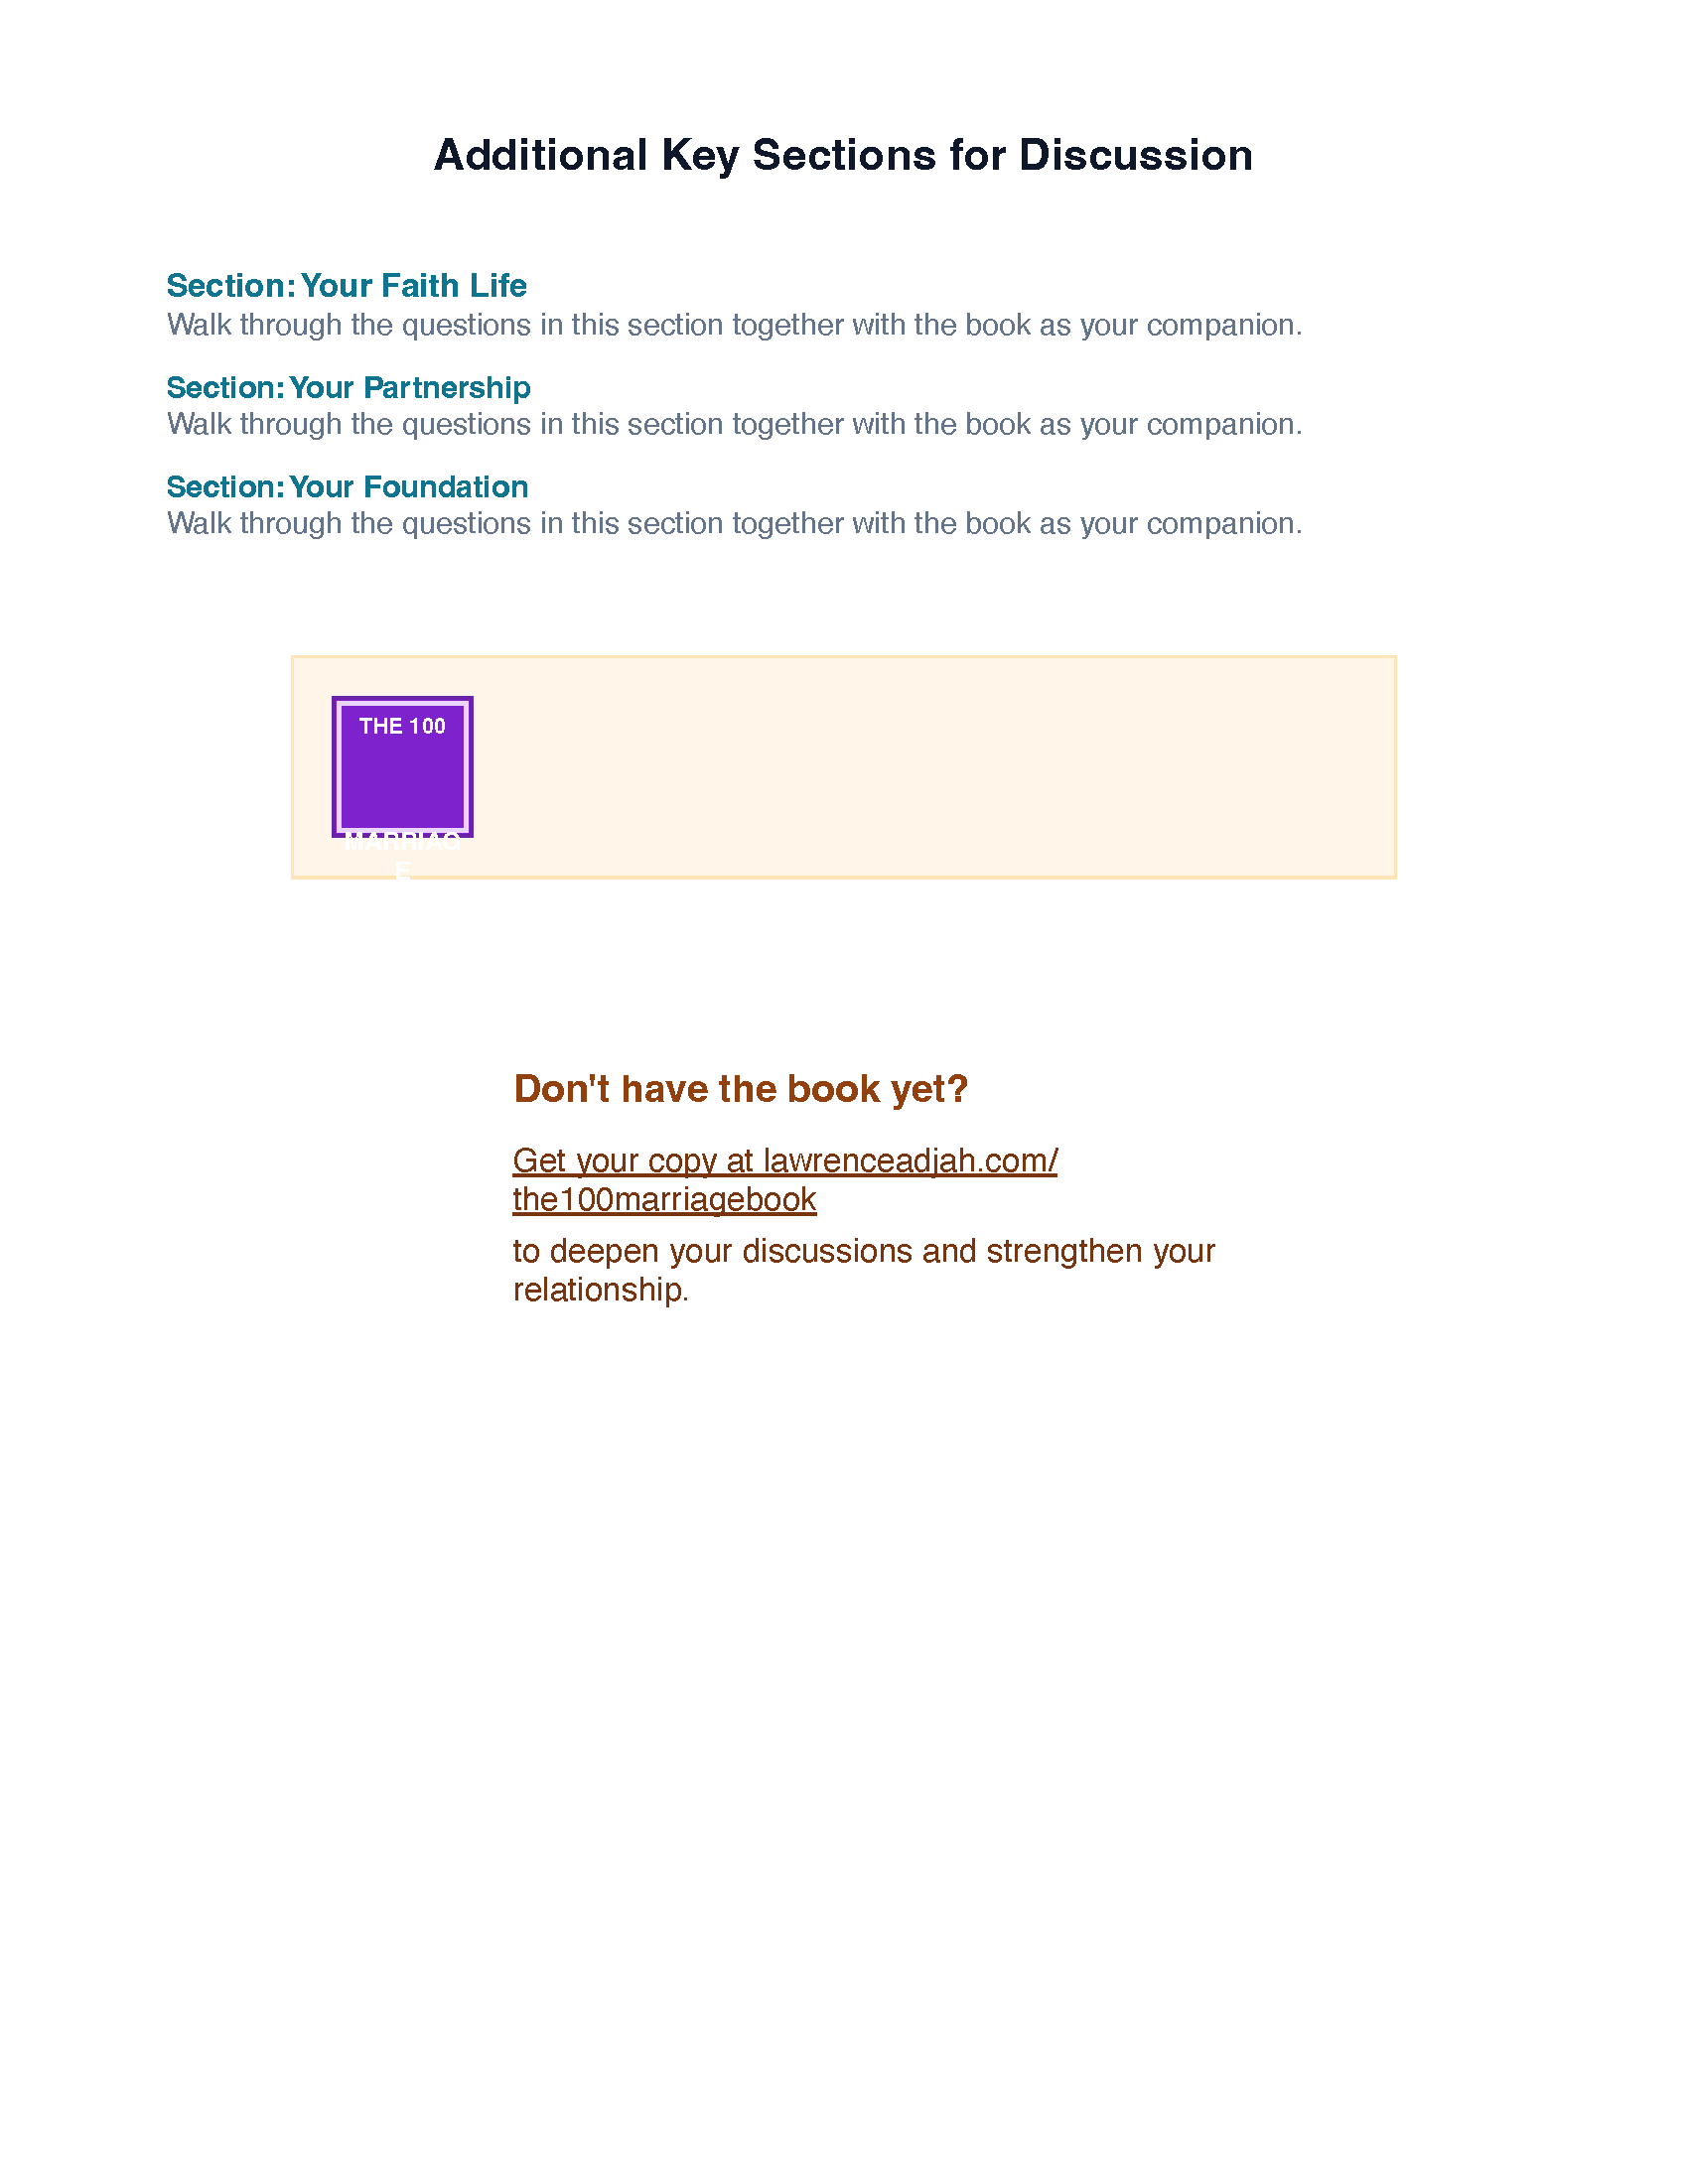 Additional Key Sections for Discussion
Section: Your Faith Life
Walk through the questions in this section together with the book as your companion.
Section: Your Partnership
Walk through the questions in this section together with the book as your companion.
Section: Your Foundation
Walk through the questions in this section together with the book as your companion.
THE 100
MARRIAG
E
Don't have the book yet?
Get your copy at lawrenceadjah.com/
the100marriagebook
to deepen your discussions and strengthen your
relationship.